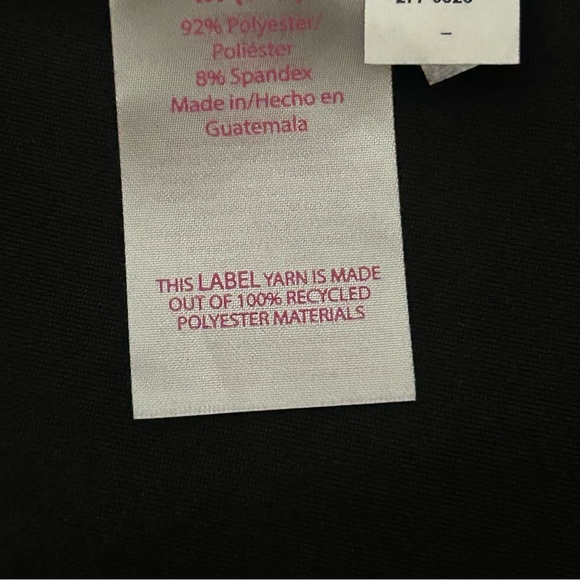 92% Polyester/
Poliéster
8% Spandex
Made in/Hecho en
Guatemala
THIS LABEL YARN IS MADE
OUT OF 100% RECYCLED
POLYESTER MATERIALS